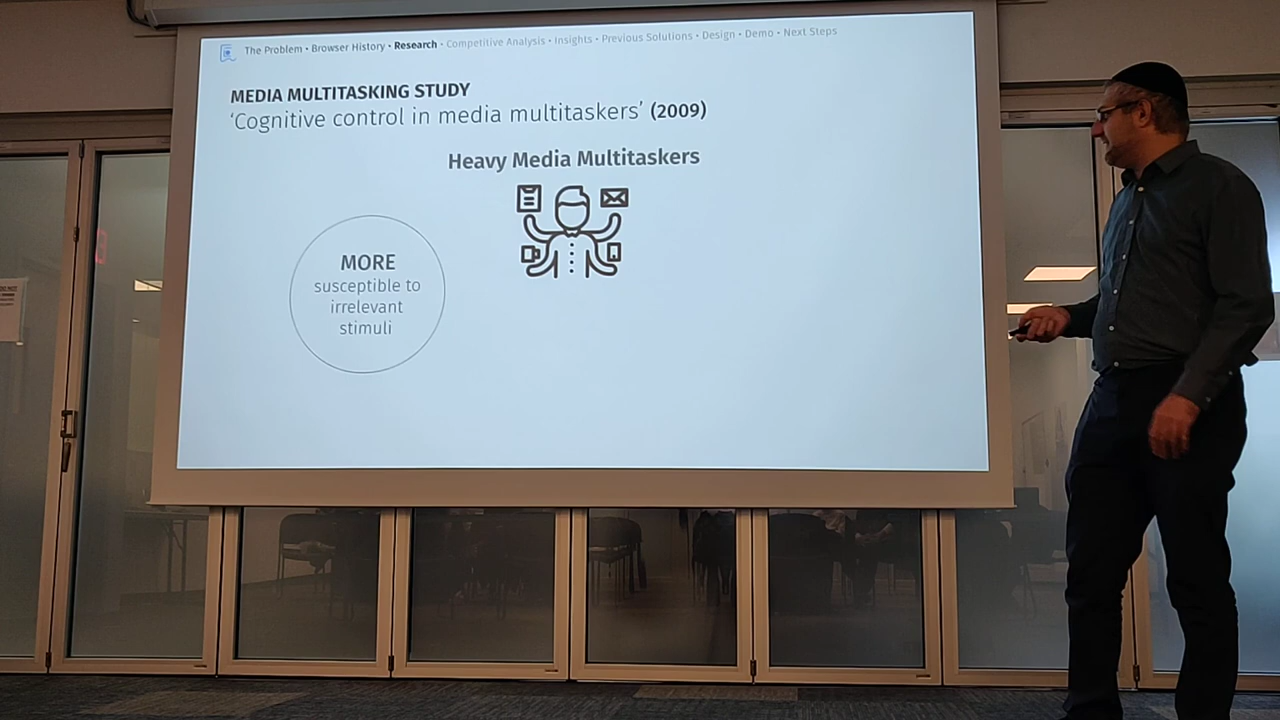 The Problem • Browser History • Research • Competitive Analysis • Insights • Previous Solutions • Design • Demo • Next Steps
MEDIA MULTITASKING STUDY
'Cognitive control in media multitaskers' (2009)
Heavy Media Multitaskers
MORE
susceptible to
irrelevant
stimuli